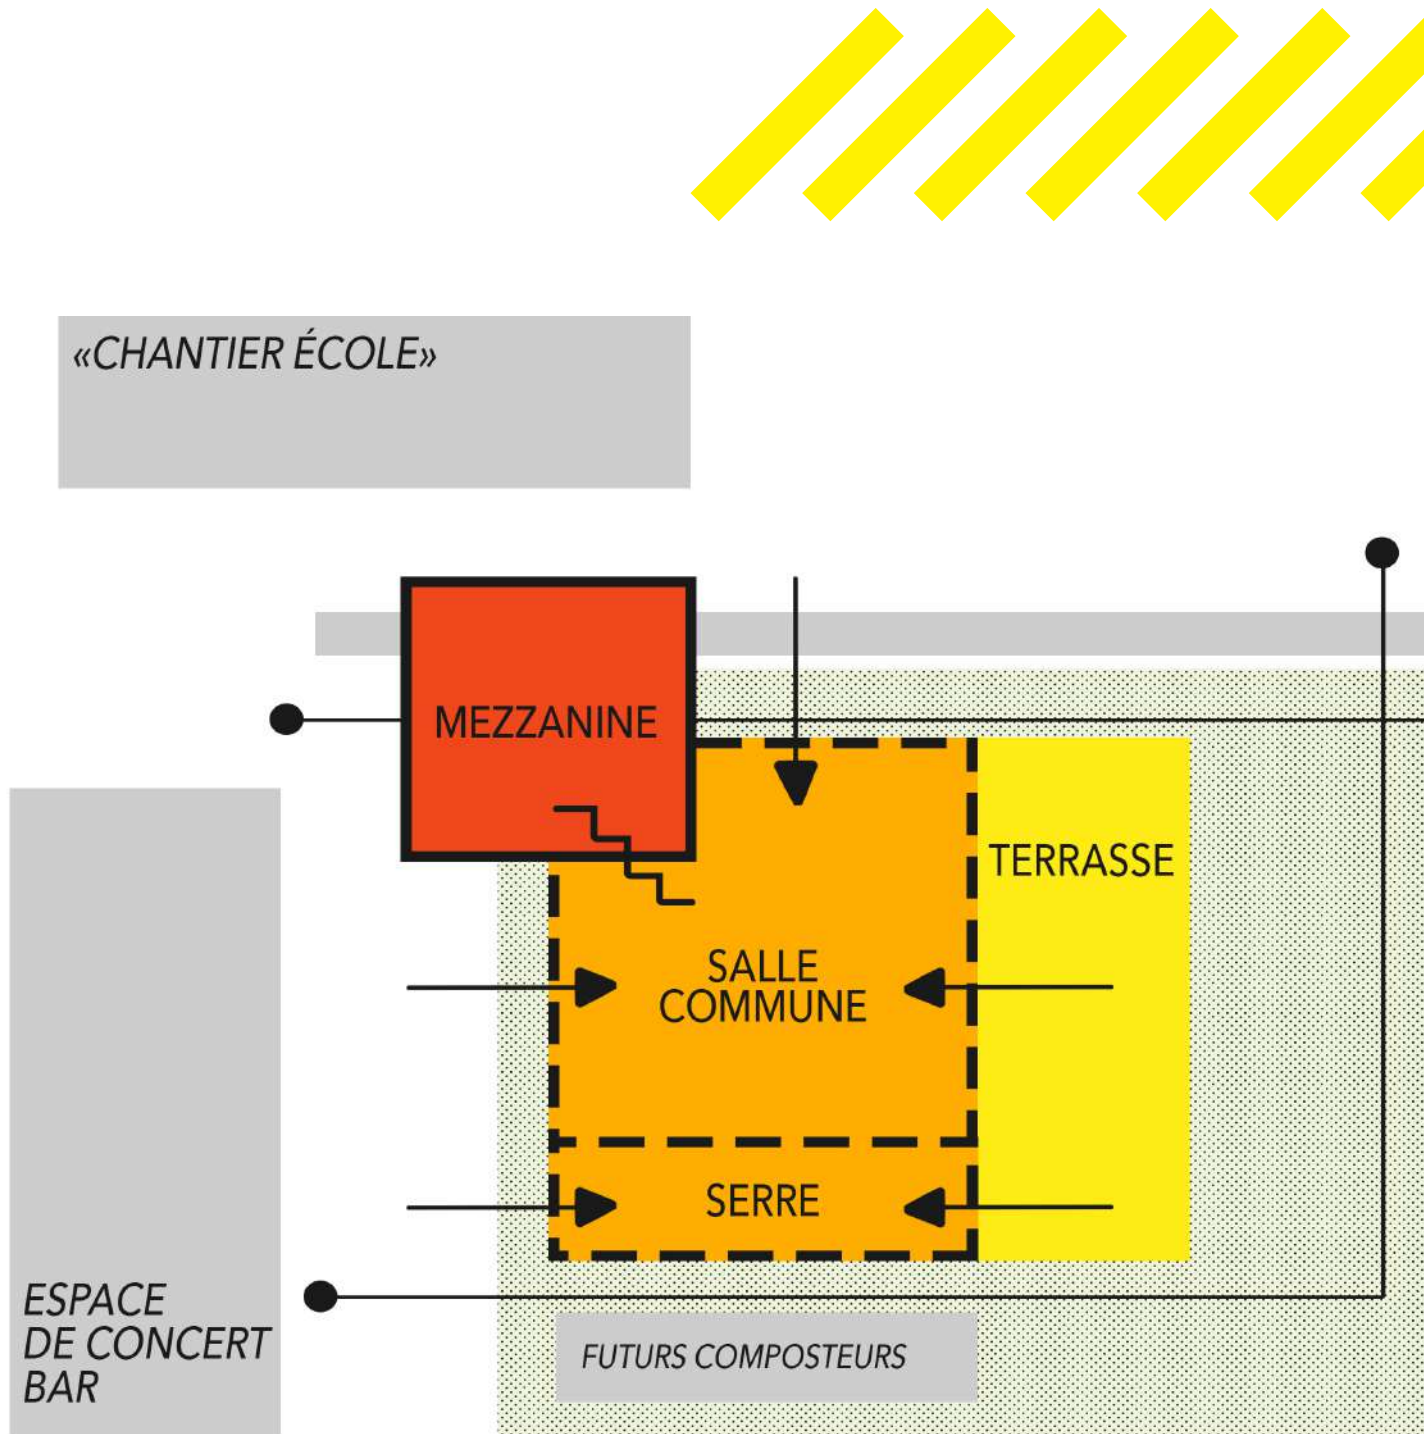 «CHANTIER ÉCOLE»
MEZZANINE
TERRASSE
SALLE
COMMUNE
SERRE
ESPACE
DE CONCERT
BAR
FUTURS COMPOSTEURS